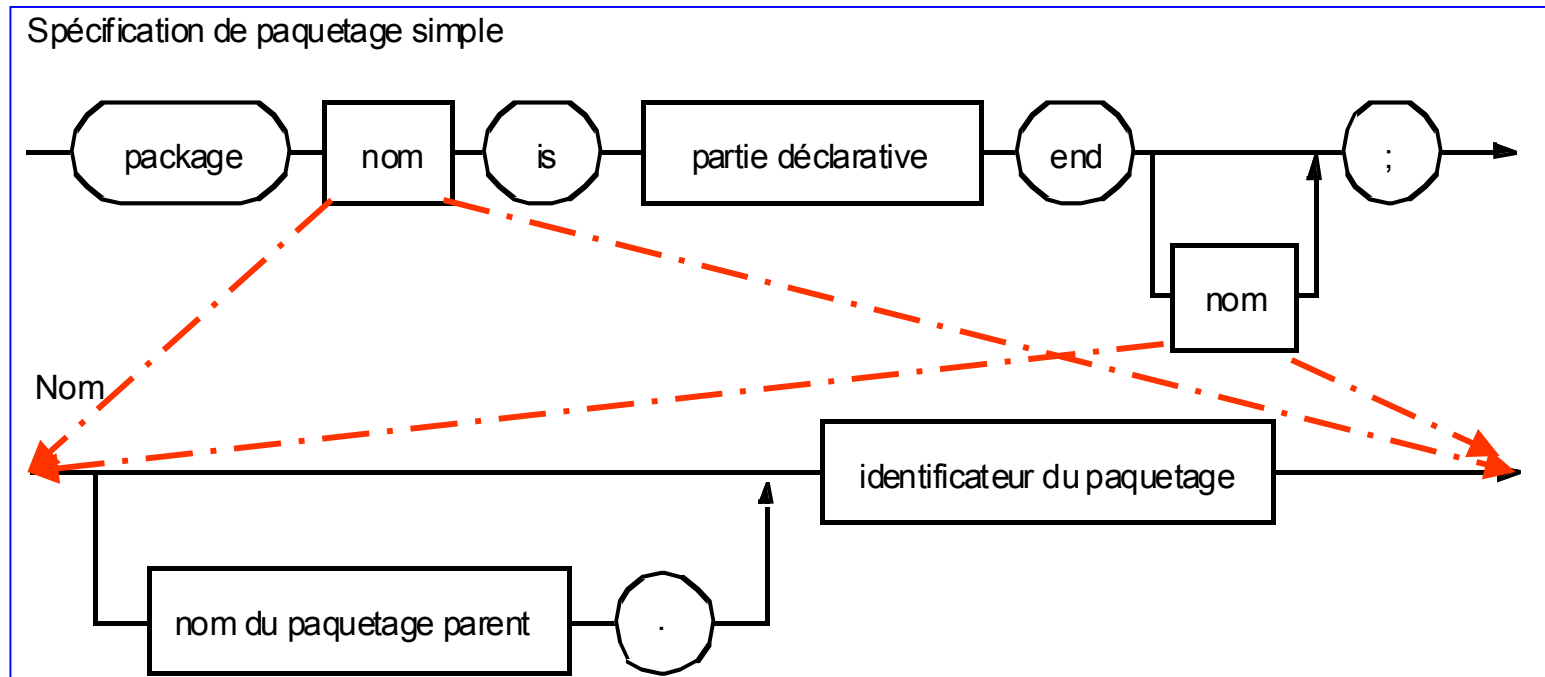 Spécification de paquetage simple
package nom is partie déclarative end ;
nom
Nom
identificateur du paquetage
nom du paquetage parent .